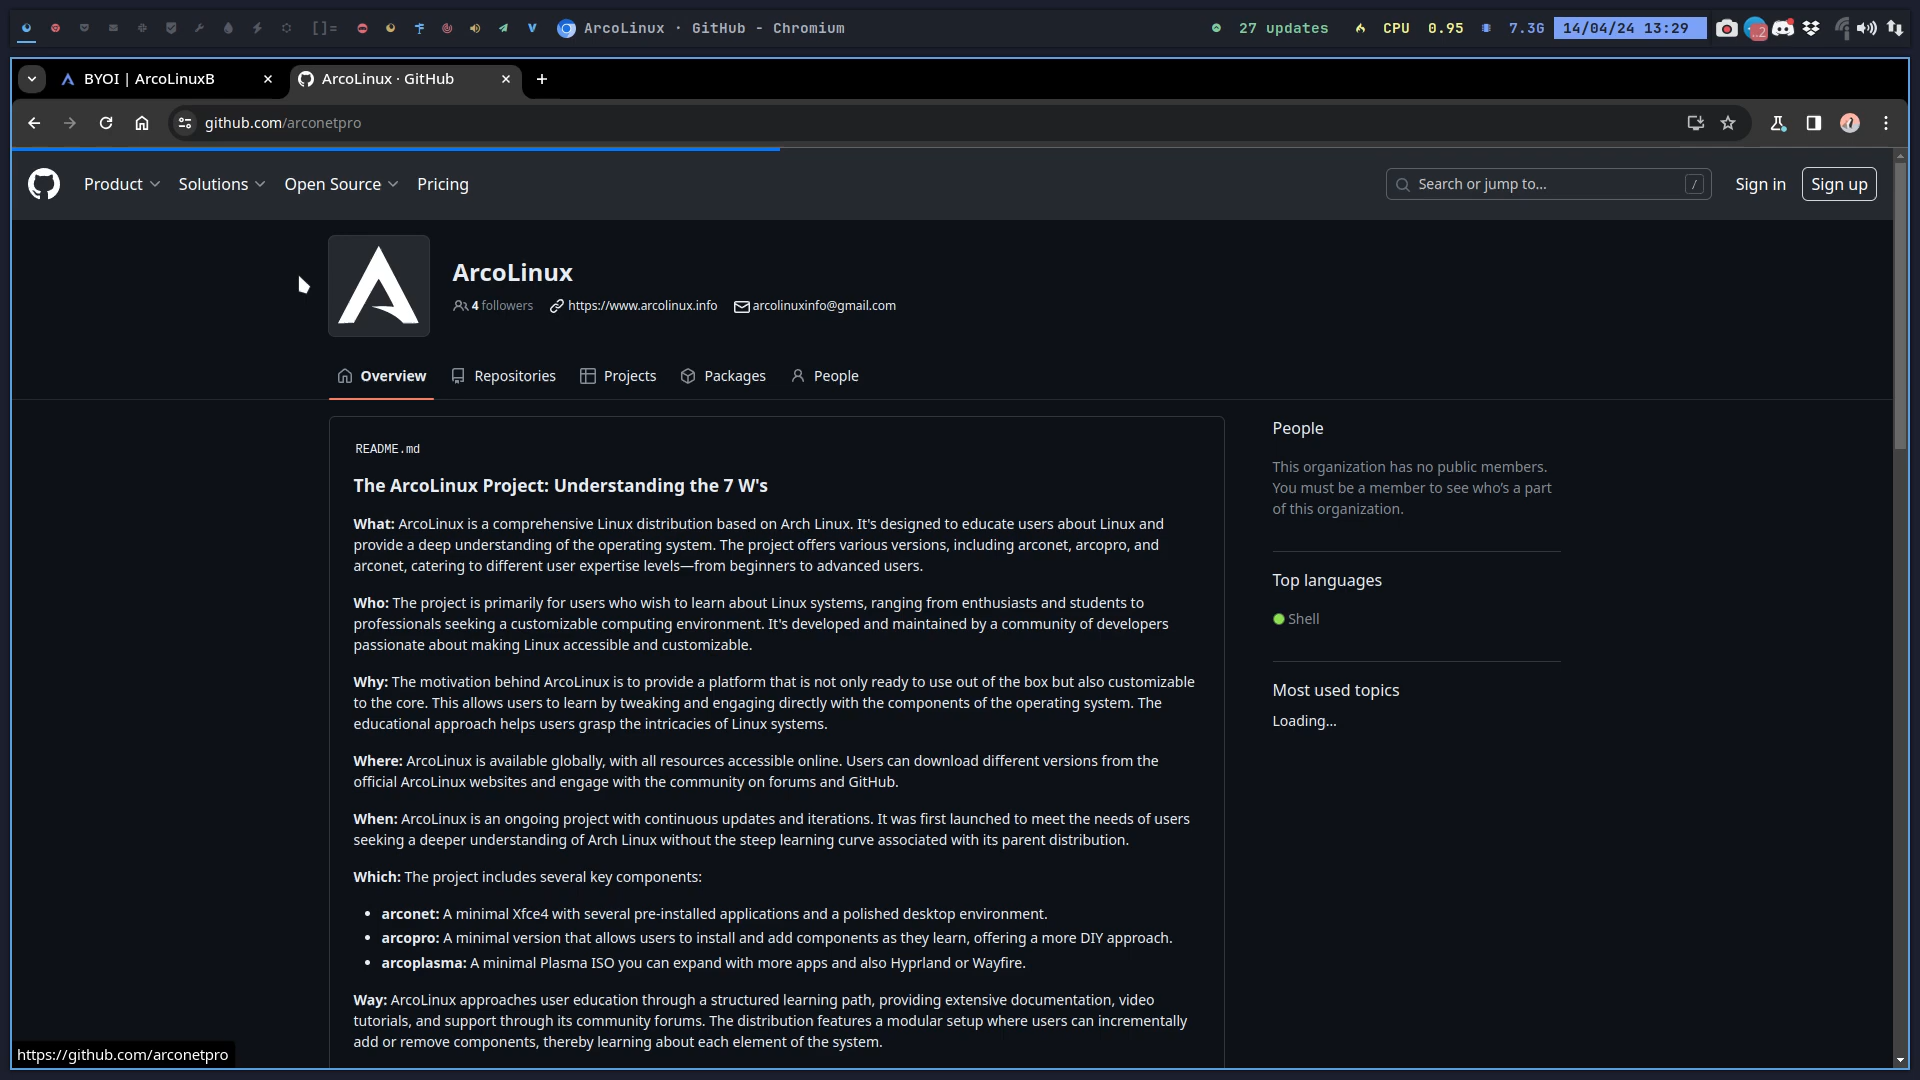 []=
ArcoLinux · GitHub - Chromium
27 updates
CPU 0.95
7.3G
14/04/24 13:29
BYOI | ArcoLinuxB
ArcoLinux · GitHub
github.com/arconetpro
Product
Solutions
Open Source
Pricing
Search or jump to...
/
Sign in
Sign up
ArcoLinux
4 followers
https://www.arcolinux.info
arcolinuxinfo@gmail.com
Overview
Repositories
Projects
Packages
People
README.md
The ArcoLinux Project: Understanding the 7 W's
What: ArcoLinux is a comprehensive Linux distribution based on Arch Linux. It's designed to educate users about Linux and
provide a deep understanding of the operating system. The project offers various versions, including arconet, arcopro, and
arconet, catering to different user expertise levels—from beginners to advanced users.
Who: The project is primarily for users who wish to learn about Linux systems, ranging from enthusiasts and students to
professionals seeking a customizable computing environment. It's developed and maintained by a community of developers
passionate about making Linux accessible and customizable.
Why: The motivation behind ArcoLinux is to provide a platform that is not only ready to use out of the box but also customizable
to the core. This allows users to learn by tweaking and engaging directly with the components of the operating system. The
educational approach helps users grasp the intricacies of Linux systems.
Where: ArcoLinux is available globally, with all resources accessible online. Users can download different versions from the
official ArcoLinux websites and engage with the community on forums and GitHub.
When: ArcoLinux is an ongoing project with continuous updates and iterations. It was first launched to meet the needs of users
seeking a deeper understanding of Arch Linux without the steep learning curve associated with its parent distribution.
Which: The project includes several key components:
• arconet: A minimal Xfce4 with several pre-installed applications and a polished desktop environment.
• arcopro: A minimal version that allows users to install and add components as they learn, offering a more DIY approach.
• arcoplasma: A minimal Plasma ISO you can expand with more apps and also Hyprland or Wayfire.
Way: ArcoLinux approaches user education through a structured learning path, providing extensive documentation, video
tutorials, and support through its community forums. The distribution features a modular setup where users can incrementally
add or remove components, thereby learning about each element of the system.
People
This organization has no public members.
You must be a member to see who's a part
of this organization.
Top languages
Shell
Most used topics
Loading...
https://github.com/arconetpro